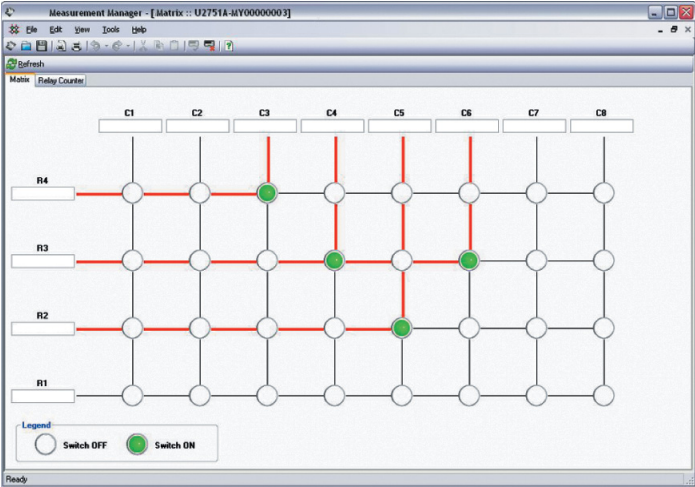 Measurement Manager - [ Matrix :: U2751A-MY00000003]
File Edit View Tools Help
Refresh
Matrix Relay Counter
C1 C2 C3 C4 C5 C6 C7 C8
R4
R3
R2
R1
Legend
Switch OFF Switch ON
Ready